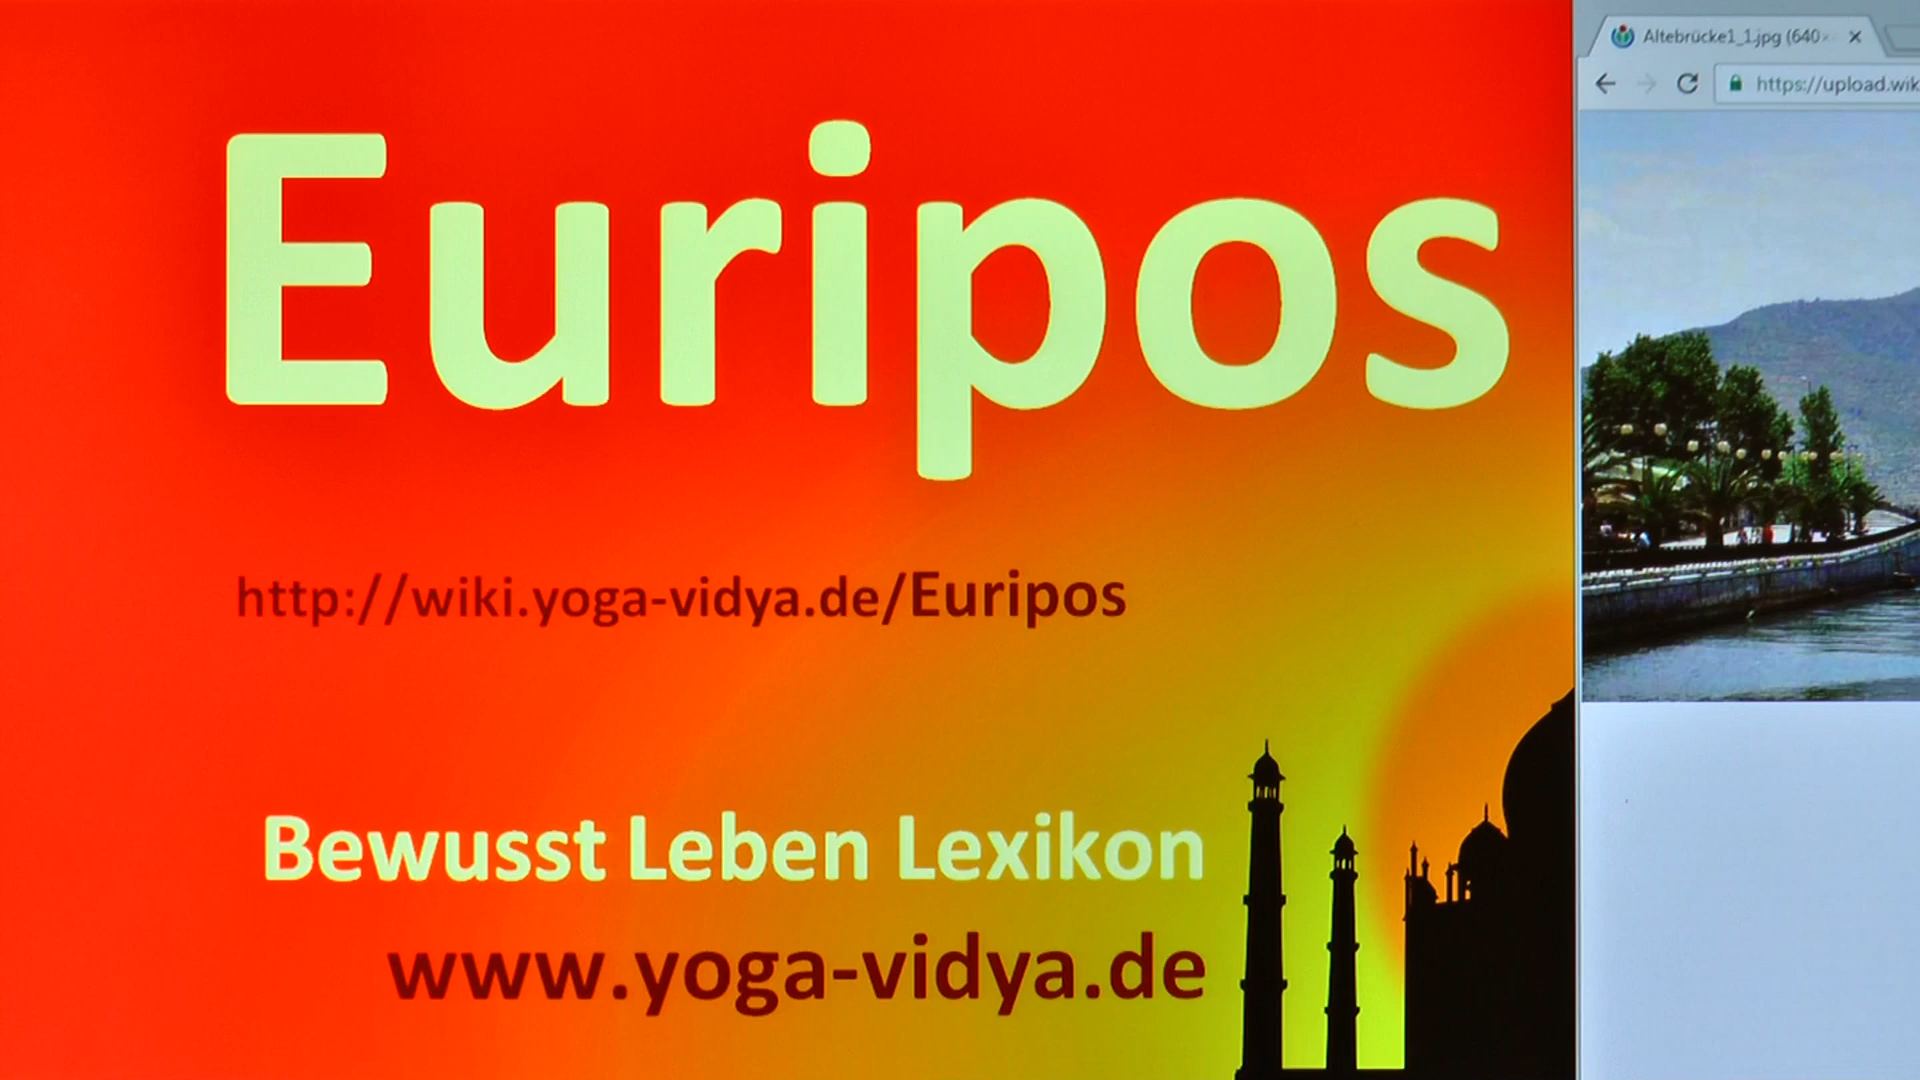 Euripos
http://wiki.yoga-vidya.de/Euripos
Bewusst Leben Lexikon
www.yoga-vidya.de
Altebrücke1_1.jpg (640×
https://upload.wik